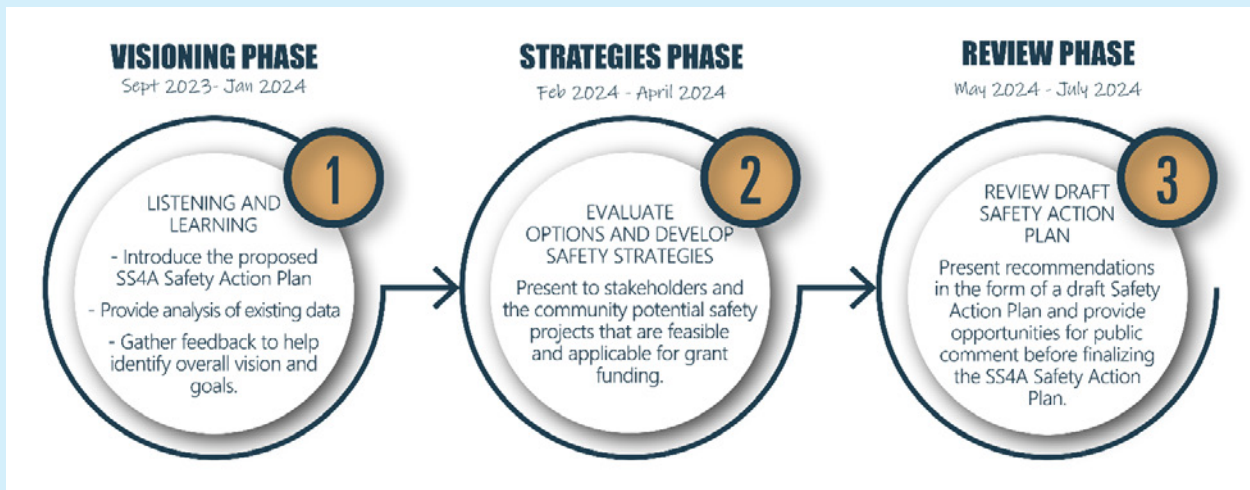 VISIONING PHASE
Sept 2023- Jan 2024
1
LISTENING AND
LEARNING
- Introduce the proposed
SS4A Safety Action Plan
- Provide analysis of existing data
- Gather feedback to help
identify overall vision and
goals.
STRATEGIES PHASE
Feb 2024 - April 2024
2
EVALUATE
OPTIONS AND DEVELOP
SAFETY STRATEGIES
Present to stakeholders and
the community potential safety
projects that are feasible
and applicable for grant
funding.
REVIEW PHASE
May 2024 - July 2024
3
REVIEW DRAFT
SAFETY ACTION
PLAN
Present recommendations
in the form of a draft Safety
Action Plan and provide
opportunities for public
comment before finalizing
the SS4A Safety Action
Plan.